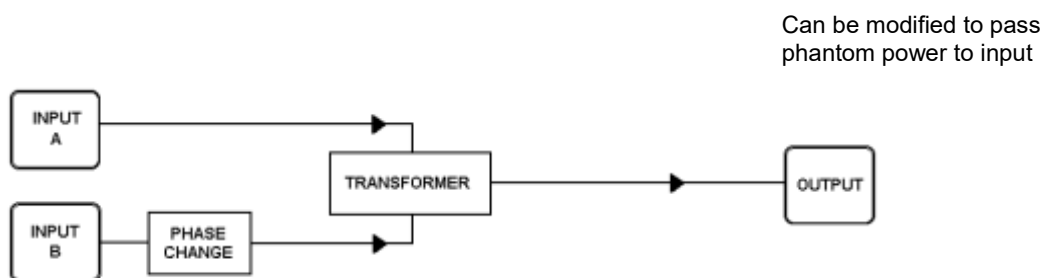 Can be modified to pass
phantom power to input
INPUT
A
TRANSFORMER
OUTPUT
INPUT
B
PHASE
CHANGE